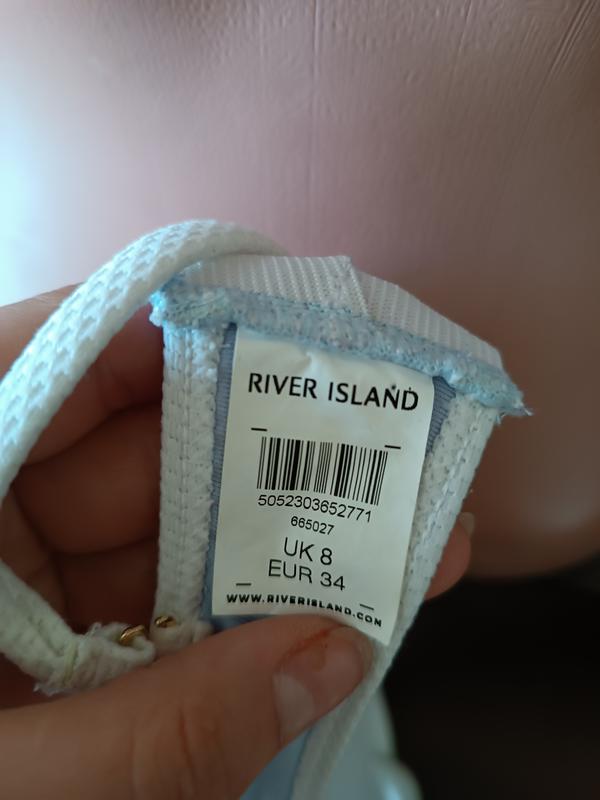 RIVER ISLAND
5052303652771
665027
UK 8
EUR 34
WWW.RIVERISLAND.COM